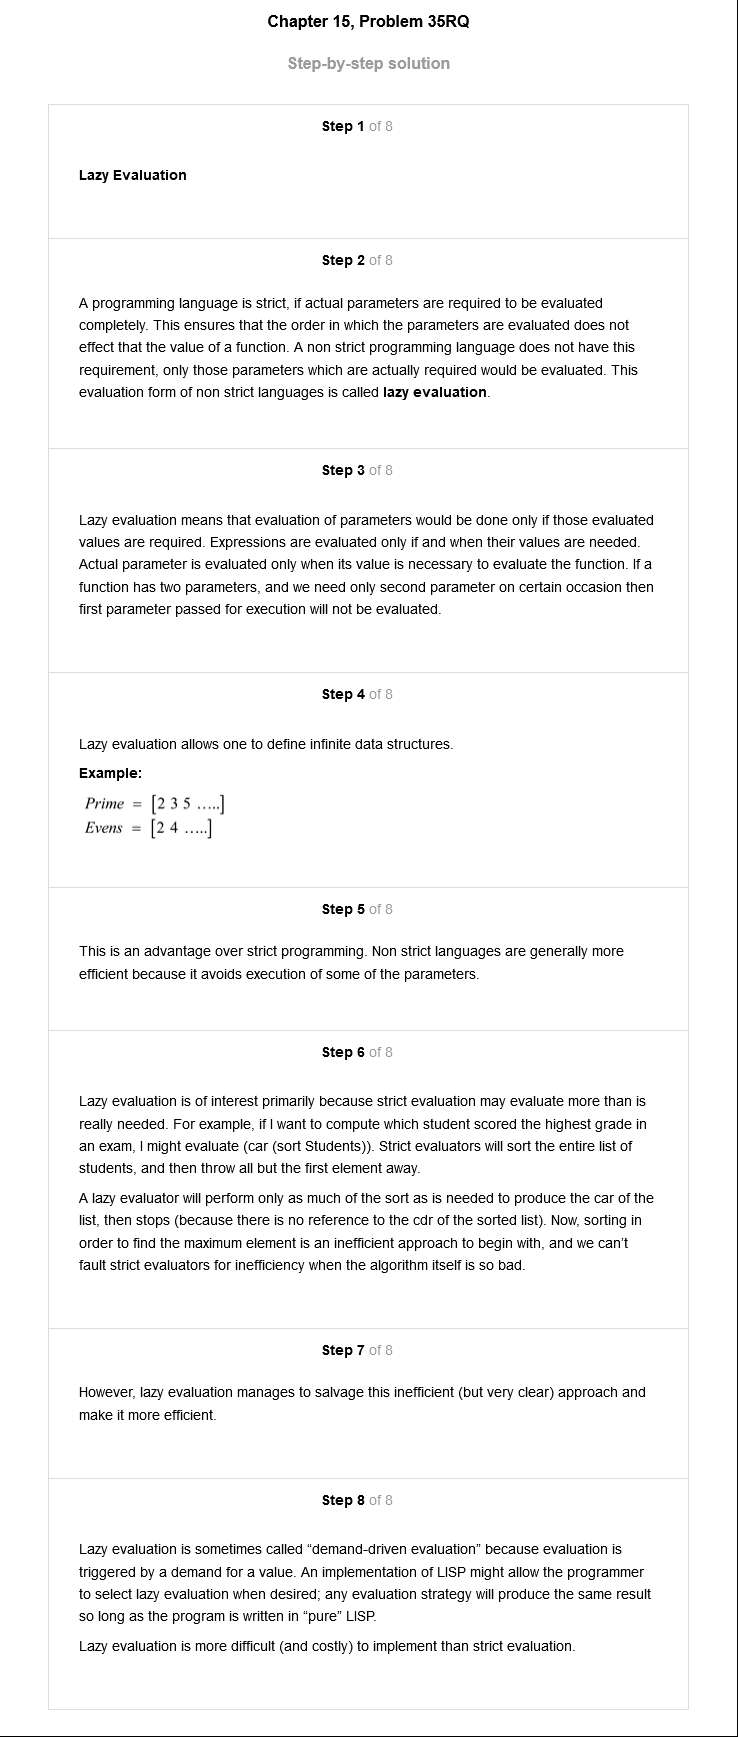 Chapter 15, Problem 35RQ
Step-by-step solution
Step 1 of 8
Lazy Evaluation
Step 2 of 8
A programming language is strict, if actual parameters are required to be evaluated
completely. This ensures that the order in which the parameters are evaluated does not
effect that the value of a function. A non strict programming language does not have this
requirement, only those parameters which are actually required would be evaluated. This
evaluation form of non strict languages is called lazy evaluation.
Step 3 of 8
Lazy evaluation means that evaluation of parameters would be done only if those evaluated
values are required. Expressions are evaluated only if and when their values are needed.
Actual parameter is evaluated only when its value is necessary to evaluate the function. If a
function has two parameters, and we need only second parameter on certain occasion then
first parameter passed for execution will not be evaluated.
Step 4 of 8
Lazy evaluation allows one to define infinite data structures.
Example:
Prime = [2 3 5 .....]
Evens = [2 4 .....]
Step 5 of 8
This is an advantage over strict programming. Non strict languages are generally more
efficient because it avoids execution of some of the parameters.
Step 6 of 8
Lazy evaluation is of interest primarily because strict evaluation may evaluate more than is
really needed. For example, if I want to compute which student scored the highest grade in
an exam, I might evaluate (car (sort Students)). Strict evaluators will sort the entire list of
students, and then throw all but the first element away.
A lazy evaluator will perform only as much of the sort as is needed to produce the car of the
list, then stops (because there is no reference to the cdr of the sorted list). Now, sorting in
order to find the maximum element is an inefficient approach to begin with, and we can't
fault strict evaluators for inefficiency when the algorithm itself is so bad.
Step 7 of 8
However, lazy evaluation manages to salvage this inefficient (but very clear) approach and
make it more efficient.
Step 8 of 8
Lazy evaluation is sometimes called “demand-driven evaluation” because evaluation is
triggered by a demand for a value. An implementation of LISP might allow the programmer
to select lazy evaluation when desired; any evaluation strategy will produce the same result
so long as the program is written in “pure” LISP.
Lazy evaluation is more difficult (and costly) to implement than strict evaluation.